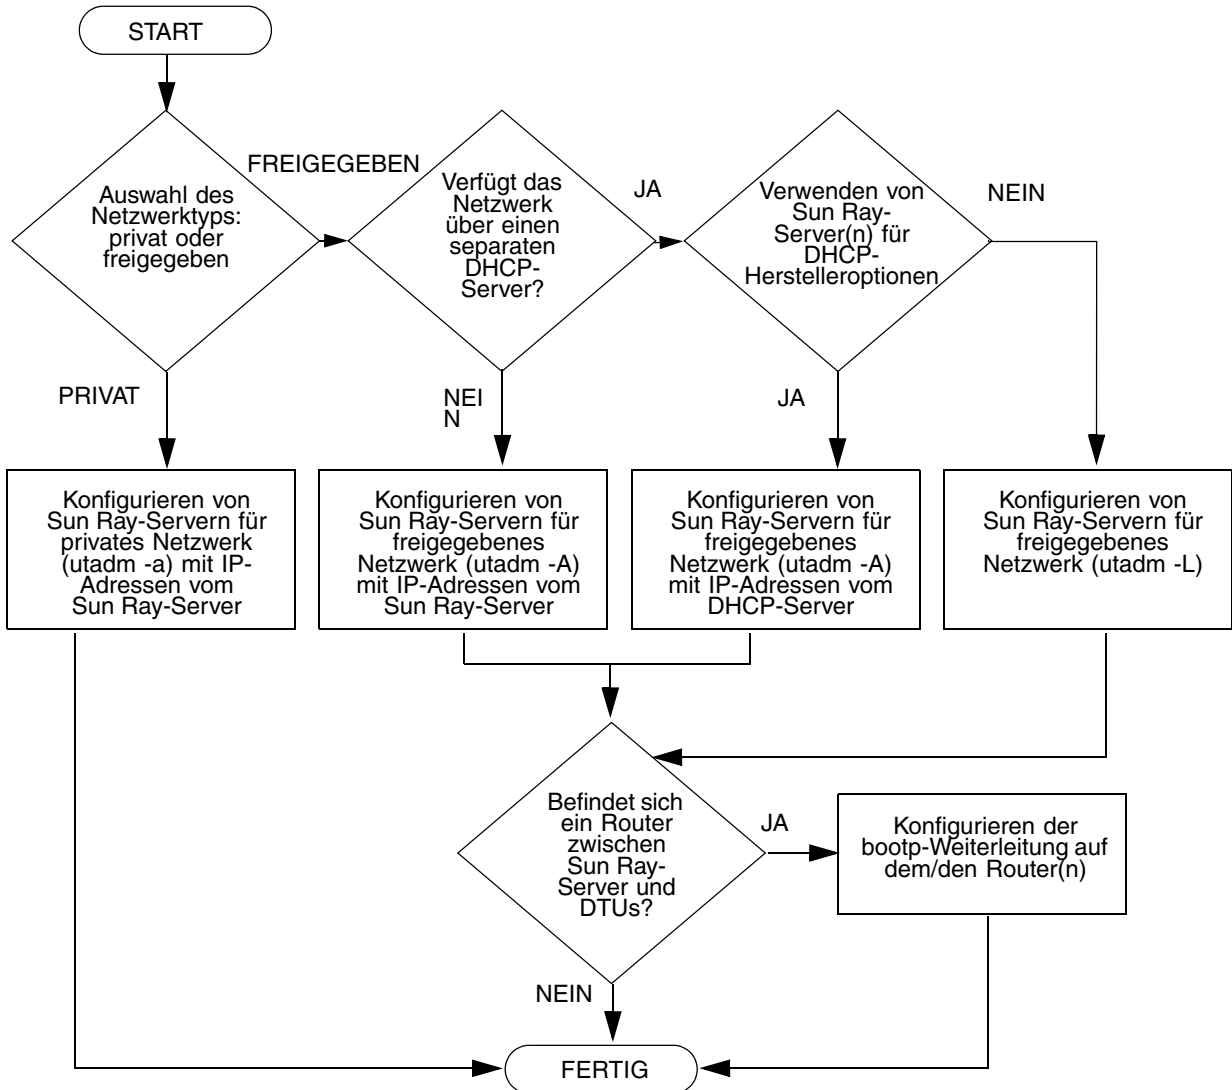 START
FREIGEGEBEN
Auswahl des
Netzwerktyps:
privat oder
freigegeben
Verfügt das
Netzwerk
über einen
separaten
DHCP-
Server?
JA
Verwenden von
Sun Ray-
Server(n) für
DHCP-
Herstelleroptionen
NEIN
PRIVAT
NEI
N
JA
Konfigurieren von
Sun Ray-Servern für
privates Netzwerk
(utadm -a) mit IP-
Adressen vom
Sun Ray-Server
Konfigurieren von
Sun Ray-Servern für
freigegebenes
Netzwerk (utadm -A)
mit IP-Adressen vom
Sun Ray-Server
Konfigurieren von
Sun Ray-Servern für
freigegebenes
Netzwerk (utadm -A)
mit IP-Adressen vom
DHCP-Server
Konfigurieren von
Sun Ray-Servern für
freigegebenes
Netzwerk (utadm -L)
Befindet sich
ein Router
zwischen
Sun Ray-
Server und
DTUs?
JA
Konfigurieren der
bootp-Weiterleitung auf
dem/den Router(n)
NEIN
FERTIG